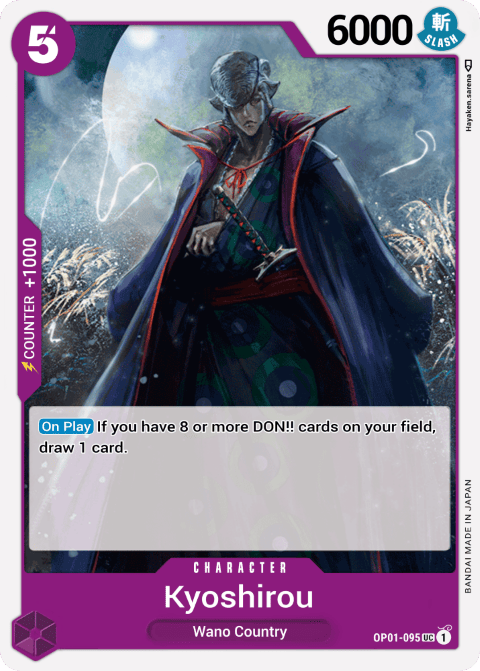 5
6000
斬
SLASH
Hayaken.sarena
COUNTER +1000
On Play If you have 8 or more DON!! cards on your field,
draw 1 card.
BANDAI MADE IN JAPAN
CHARACTER
Kyoshirou
Wano Country
OP01-095 UC 1